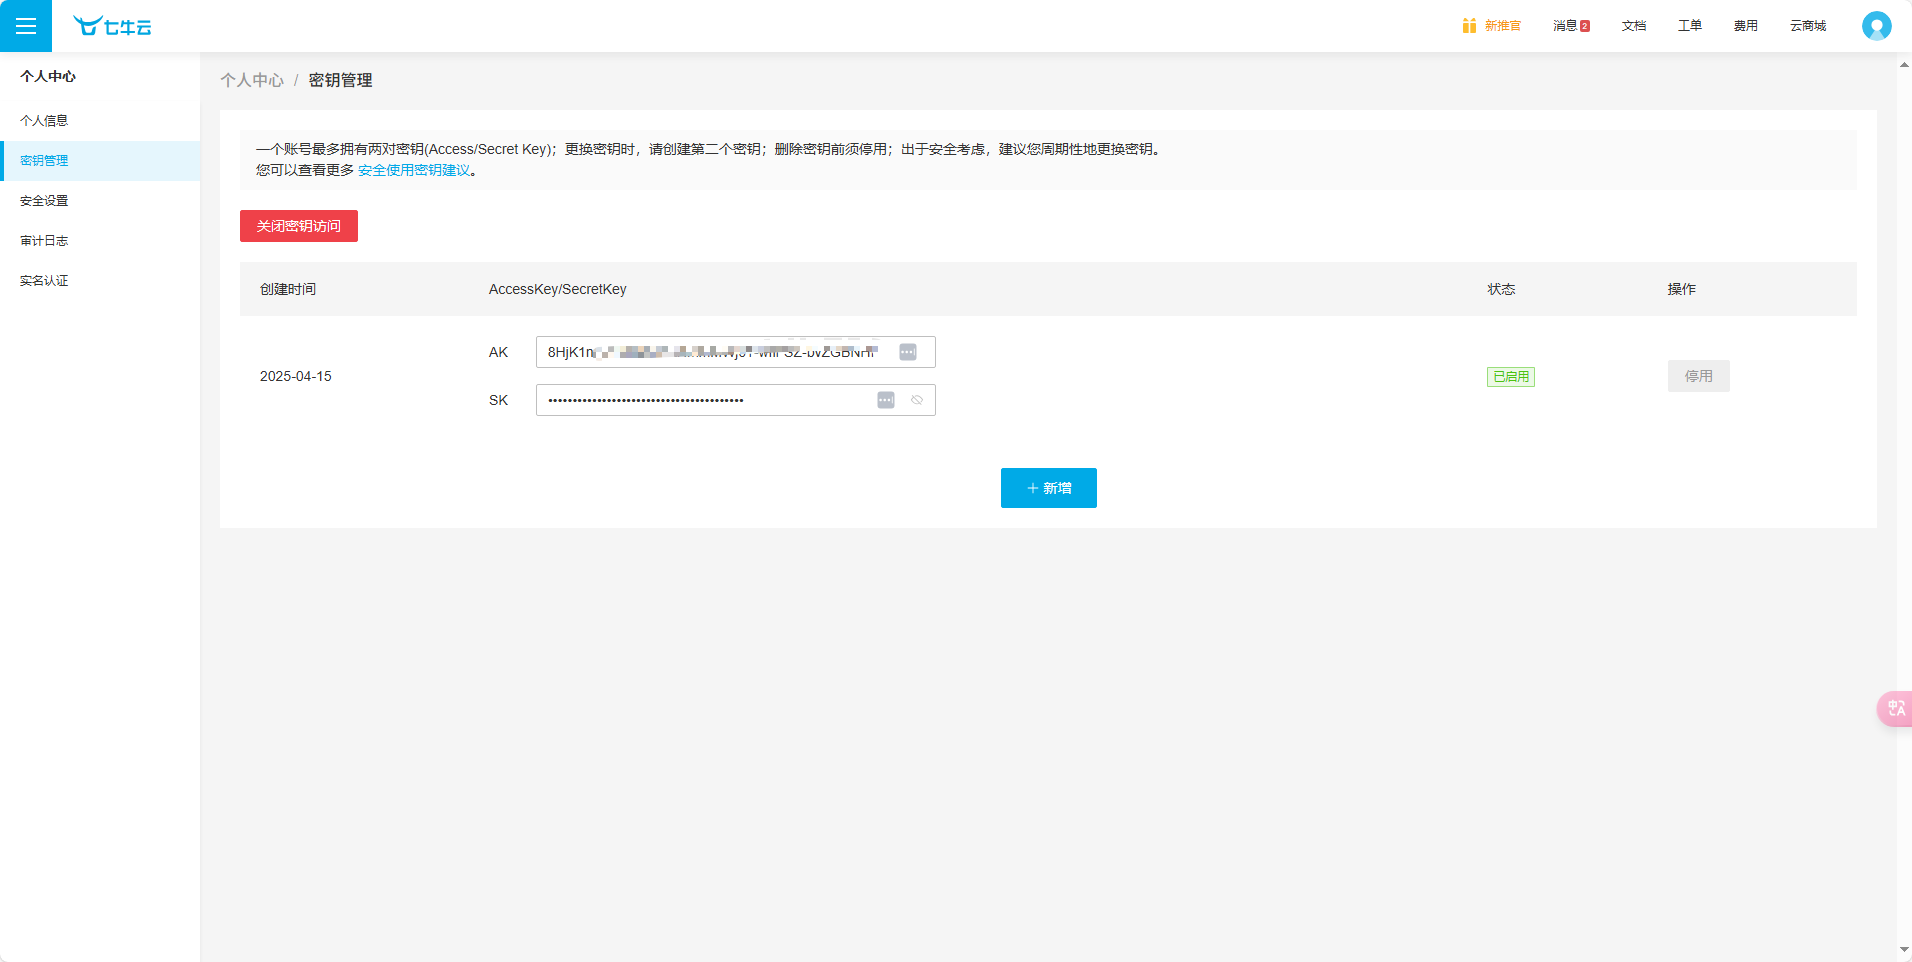 七牛云
新推官
消息 2
文档
工单
费用
云商城
个人中心
个人信息
密钥管理
安全设置
审计日志
实名认证
个人中心 / 密钥管理
一个账号最多拥有两对密钥(Access/Secret Key)；更换密钥时，请创建第二个密钥；删除密钥前须停用；出于安全考虑，建议您周期性地更换密钥。
您可以查看更多 安全使用密钥建议。
关闭密钥访问
创建时间
AccessKey/SecretKey
状态
操作
2025-04-15
AK
8HjK1n
SK
已启用
停用
+ 新增